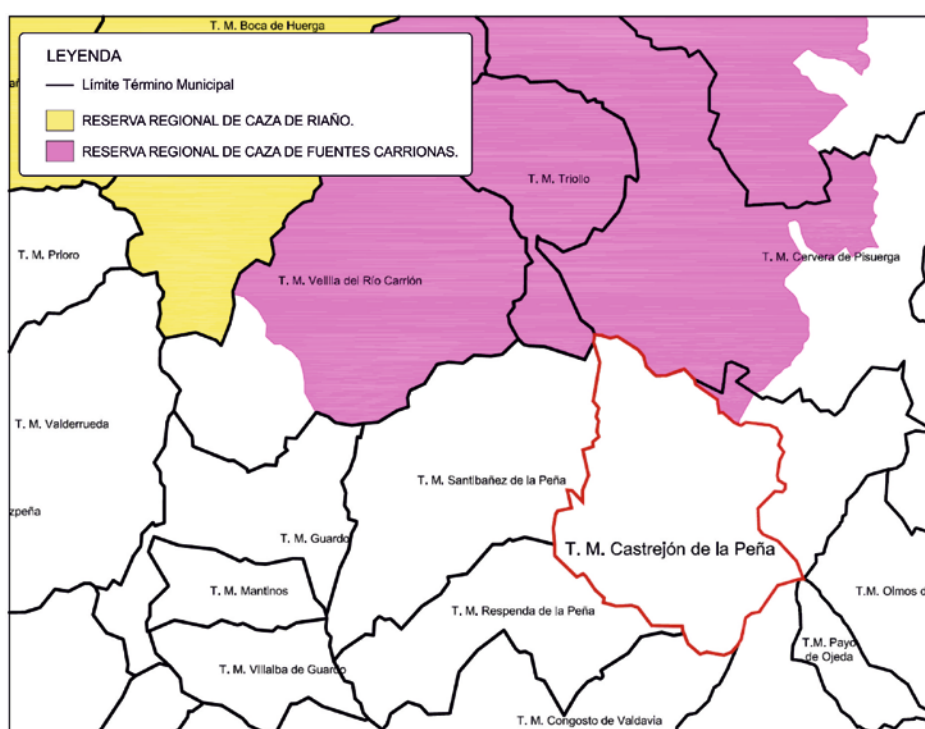 T. M. Boca de Huerga
LEYENDA
Límite Término Municipal
RESERVA REGIONAL DE CAZA DE RIAÑO.
RESERVA REGIONAL DE CAZA DE FUENTES CARRIONAS.
T. M. Triollo
T. M. Prioro
T. M. Cervera de Pisuerga
T. M. Velilla del Río Carrión
T. M. Valderrueda
T. M. Santibañez de la Peña
zpeña
T. M. Guardo
T. M. Castrejón de la Peña
T. M. Mantinos
T.M. Olmos d
T. M. Respenda de la Peña
T.M. Payo
de Ojeda
T. M. Villalba de Guardo
T. M. Congosto de Valdavia